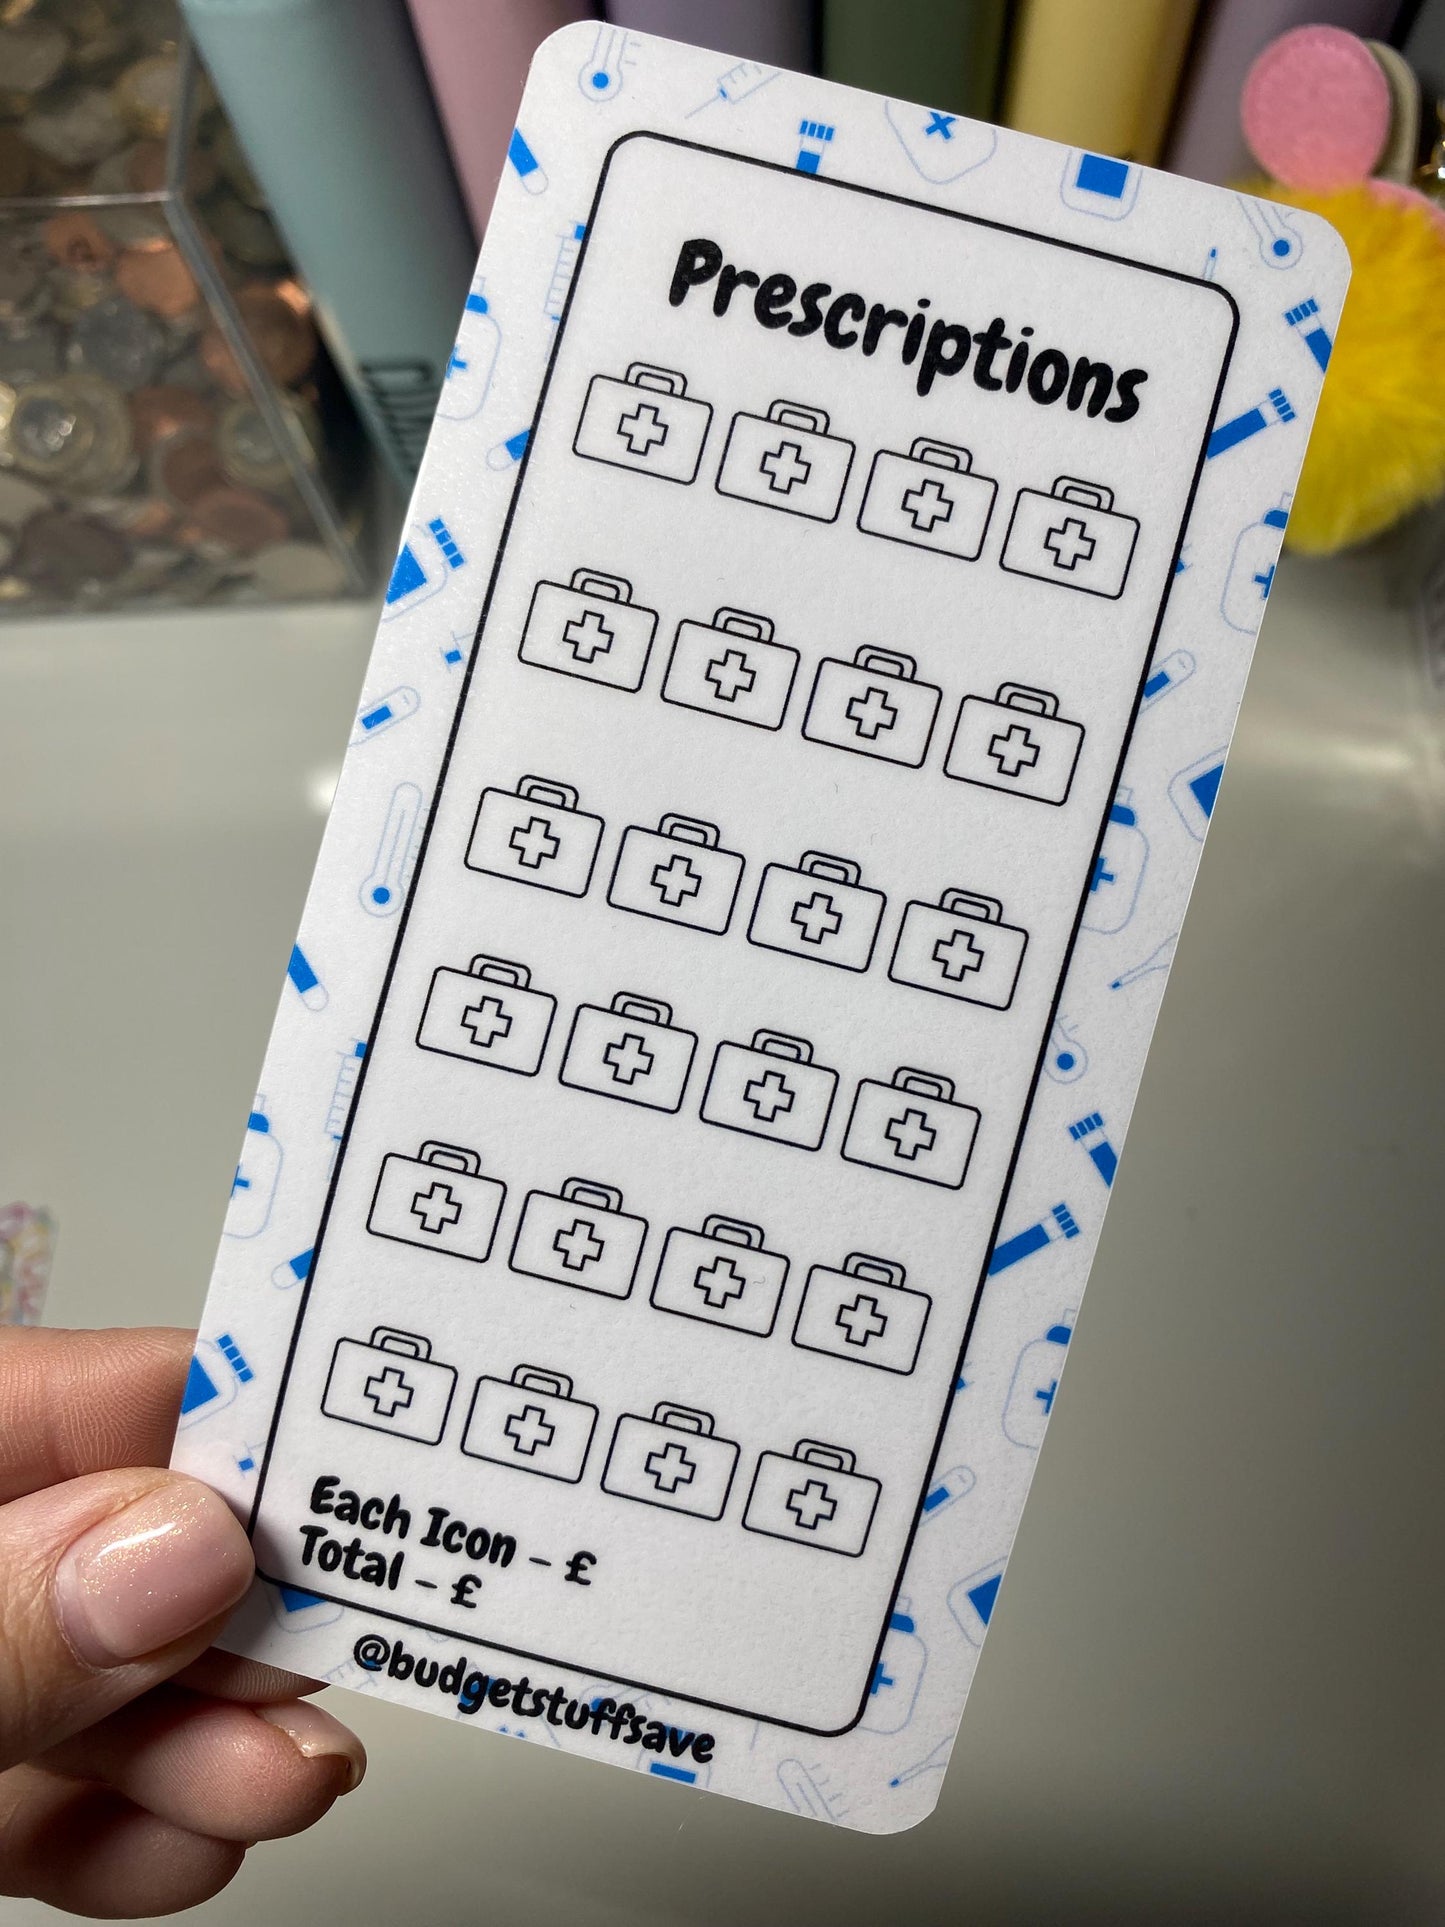 Prescriptions
Each Icon - £
Total - £
@budgetstuffsave